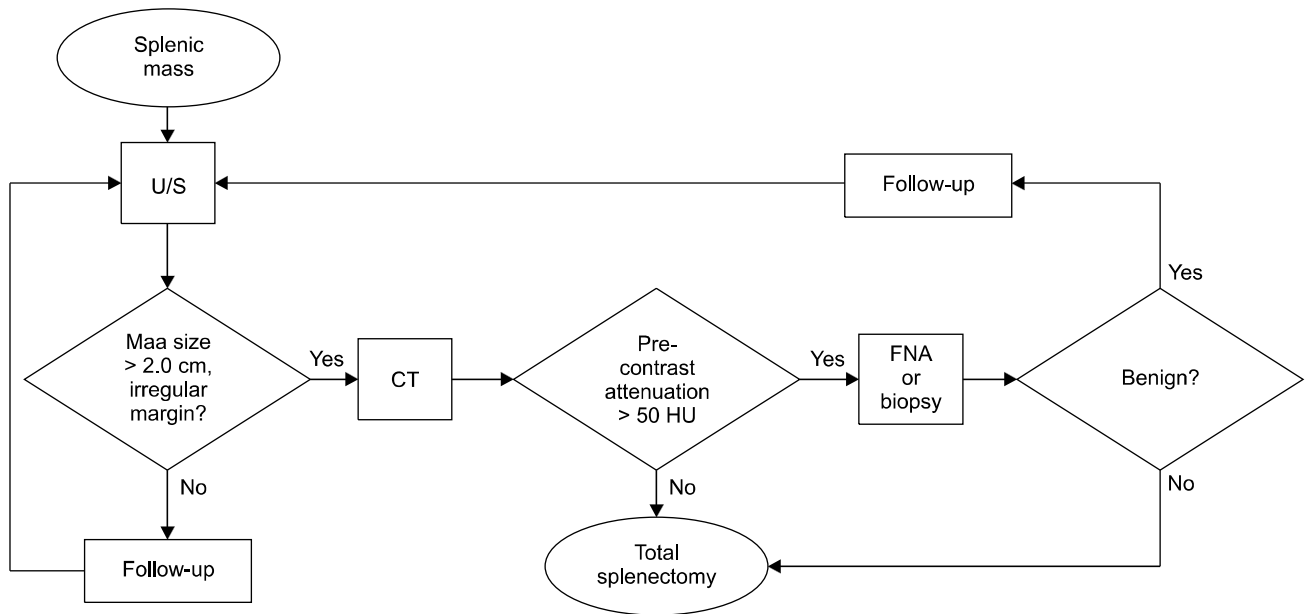 Splenic
mass
U/S
Follow-up
Yes
Maa size
> 2.0 cm,
irregular
margin?
Yes
CT
Pre-
contrast
attenuation
> 50 HU
Yes
FNA
or
biopsy
Benign?
No
No
No
Follow-up
Total
splenectomy